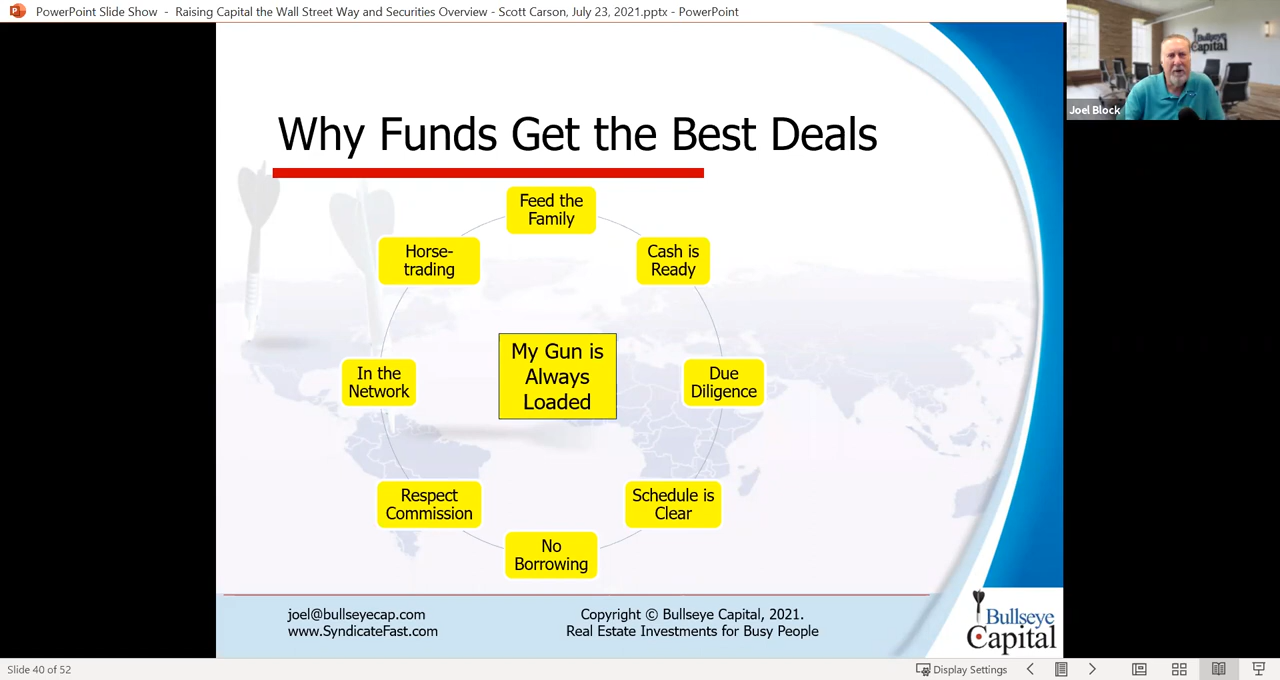 PowerPoint Slide Show - Raising Capital the Wall Street Way and Securities Overview - Scott Carson, July 23, 2021.pptx - PowerPoint
Bullseye
Capital
Joel Block
Why Funds Get the Best Deals
Feed the
Family
Cash is
Ready
Due
Diligence
Schedule is
Clear
No
Borrowing
Respect
Commission
In the
Network
Horse-
trading
My Gun is
Always
Loaded
joel@bullseyecap.com
www.SyndicateFast.com
Copyright © Bullseye Capital, 2021.
Real Estate Investments for Busy People
Bullseye
Capital
Slide 40 of 52
Display Settings